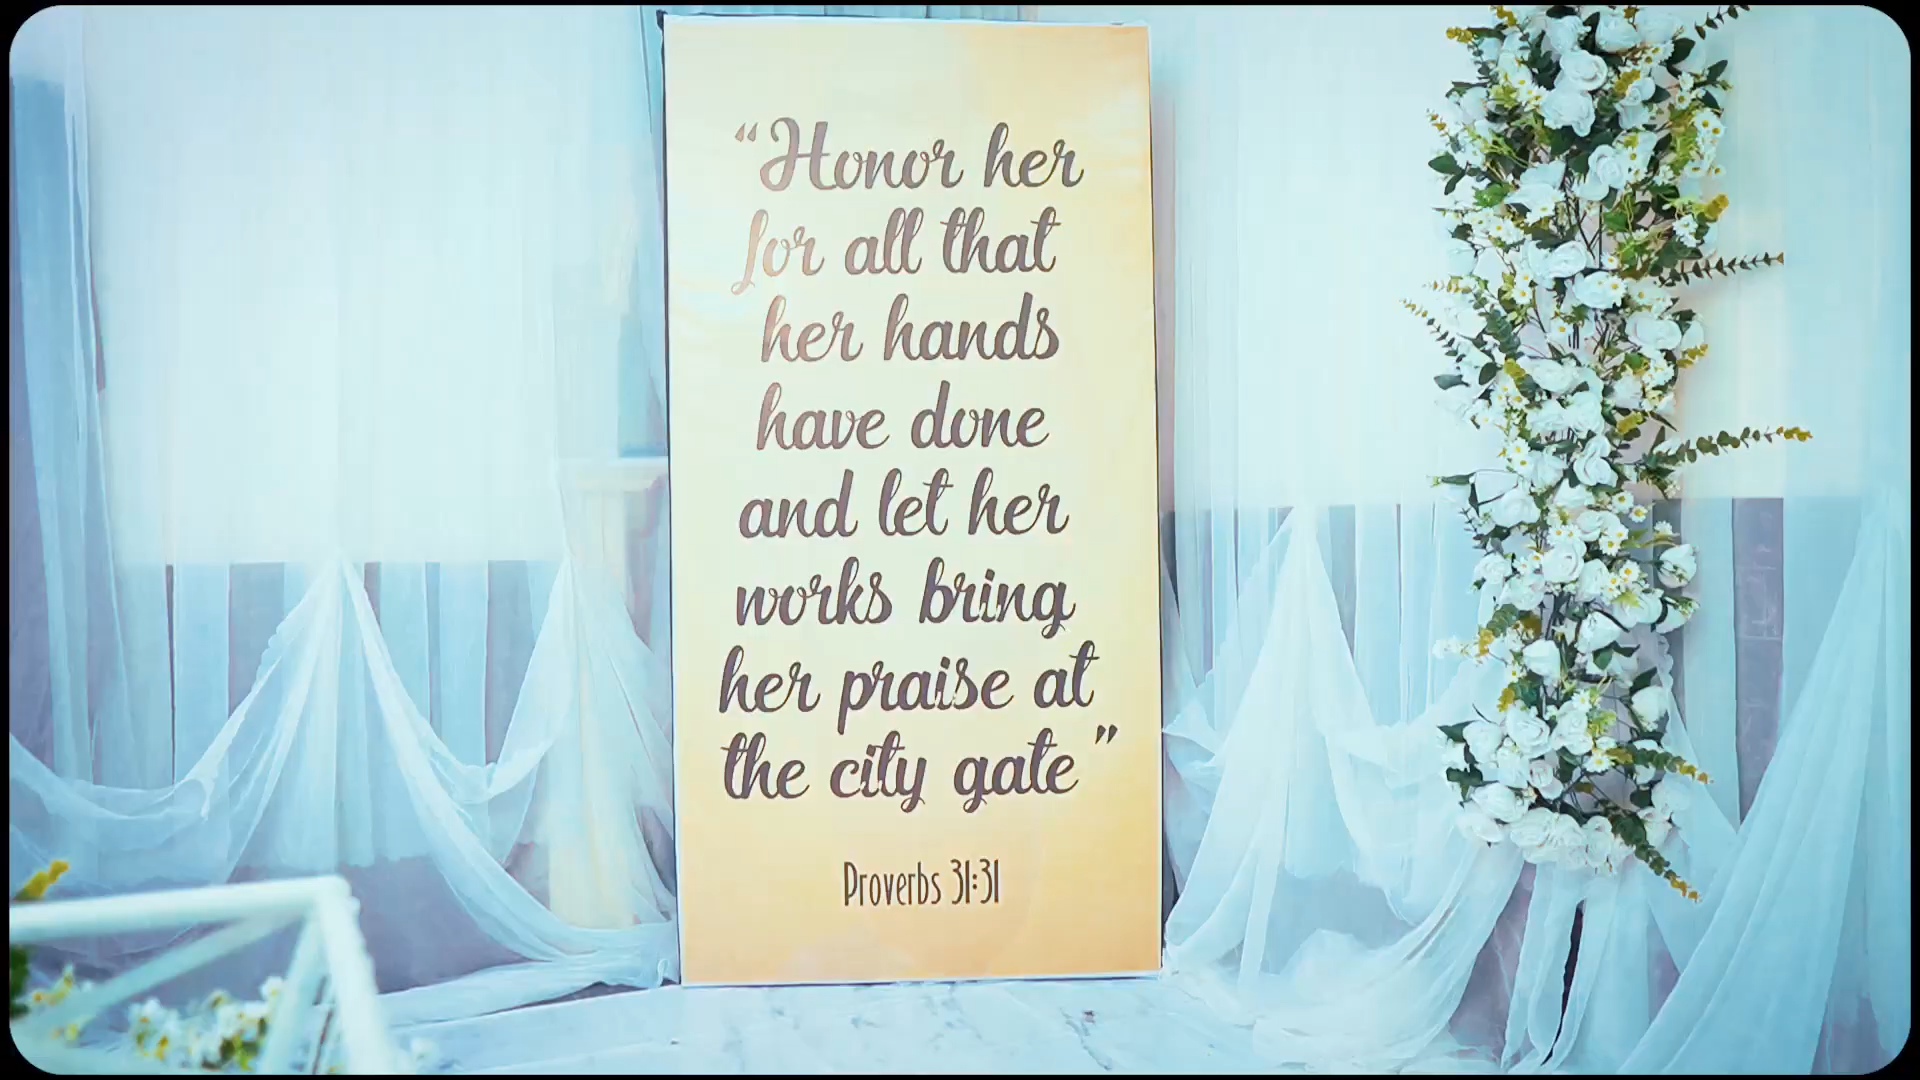 “Honor her
for all that
her hands
have done
and let her
works bring
her praise at
the city gate”
Proverbs 31:31